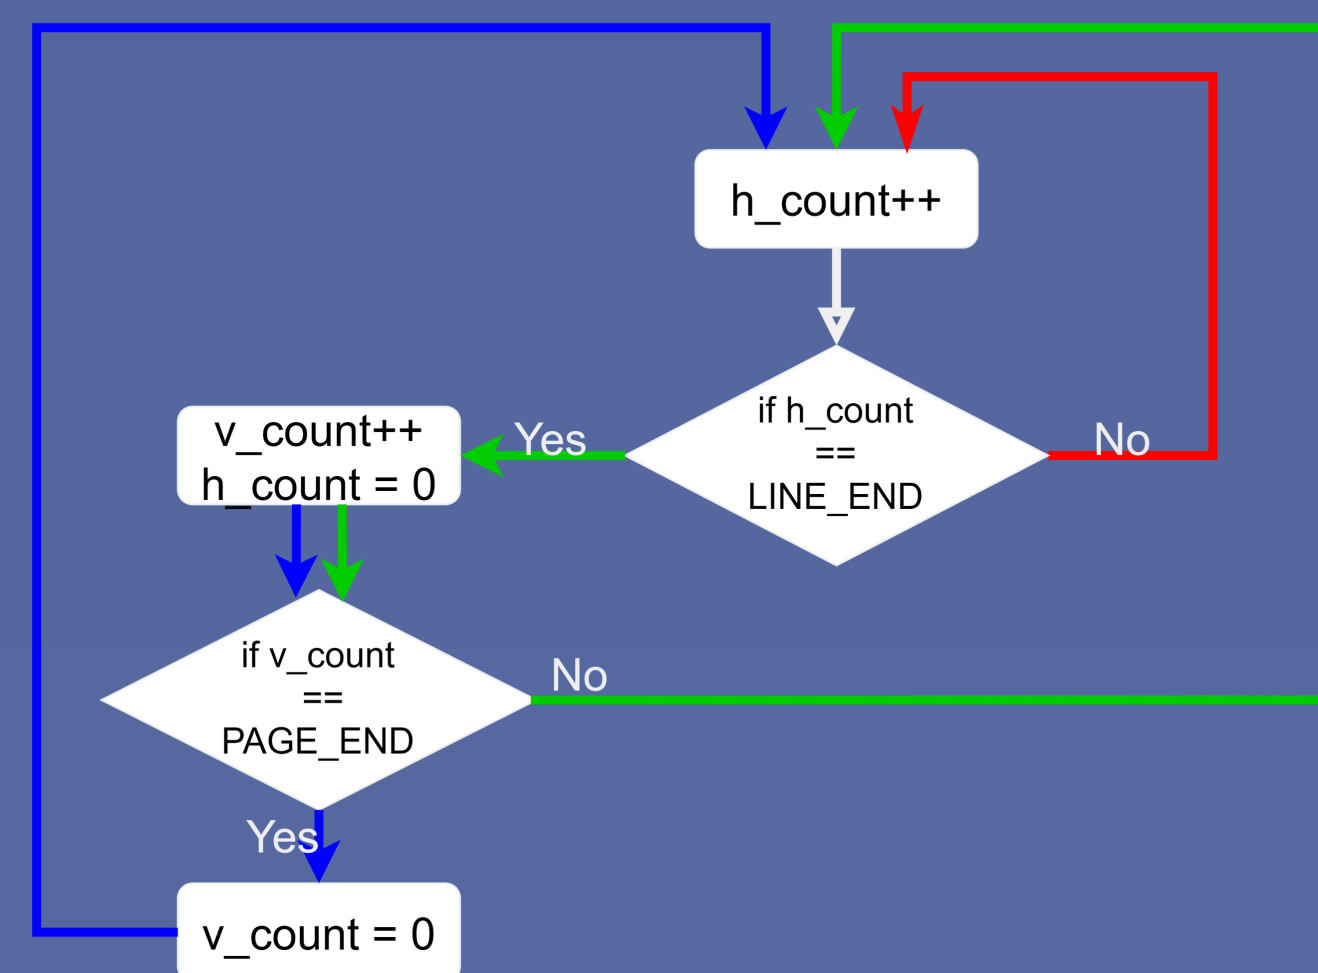 h_count++
if h_count
==
LINE_END
No
Yes
v_count++
h_count = 0
if v_count
==
PAGE_END
No
Yes
v_count = 0